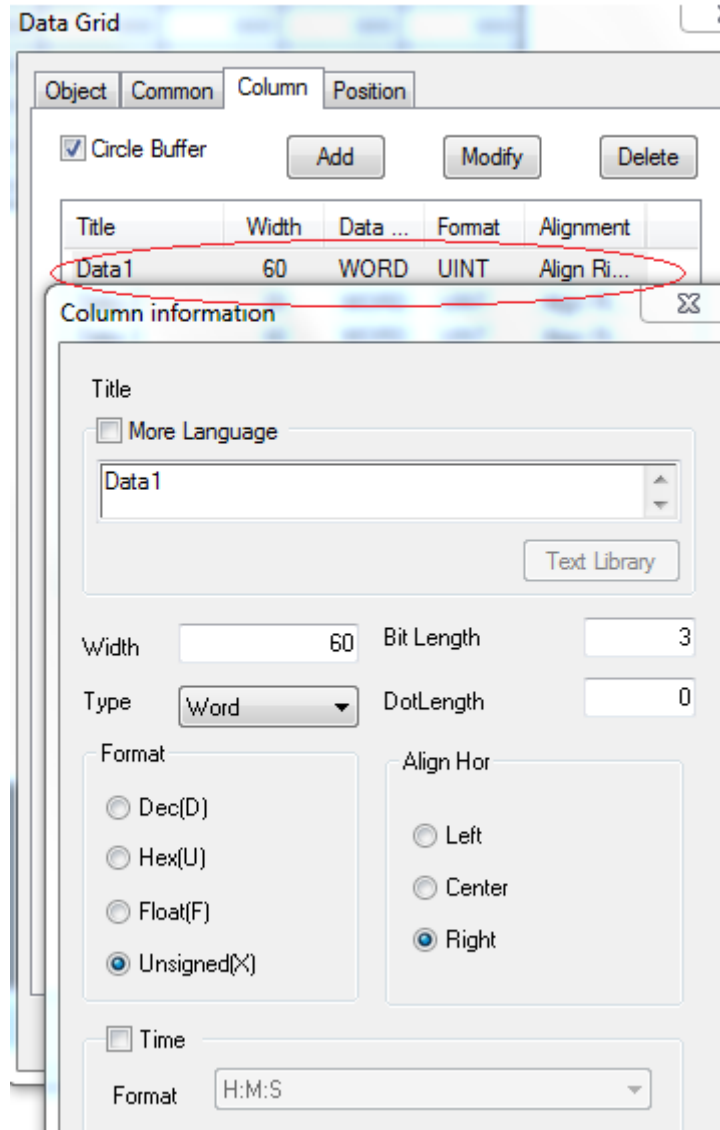 Data Grid
Object Common Column Position
Circle Buffer Add Modify Delete
Title Width Data ... Format Alignment
Data1 60 WORD UINT Align Ri...
Column information
Title
More Language
Data1
Text Library
Width 60 Bit Length 3
Type Word DotLength 0
Format Align Hor
Dec(D)
Left
Hex(U)
Center
Float(F)
Right
Unsigned(X)
Time
Format H:M:S